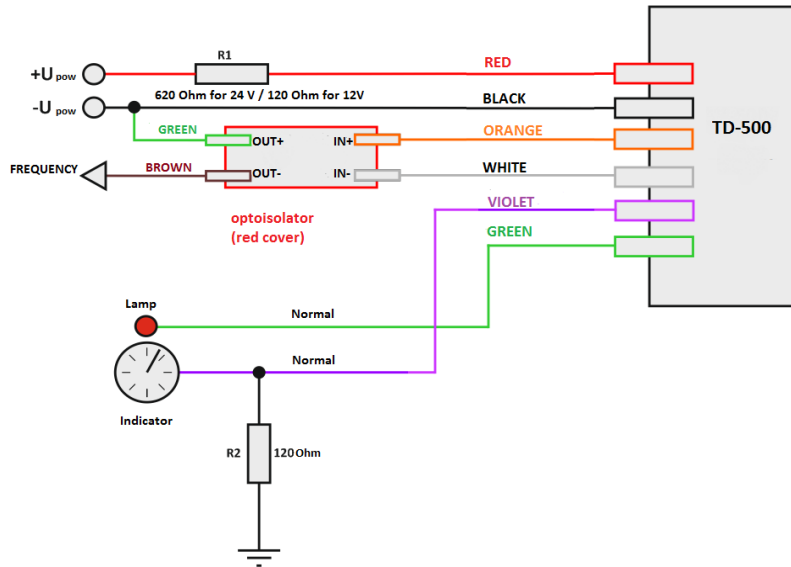 R1
RED
+U pow
620 Ohm for 24 V / 120 Ohm for 12V
-U pow
BLACK
TD-500
GREEN
OUT+
IN+
ORANGE
FREQUENCY
BROWN
OUT-
IN-
WHITE
optoisolator
(red cover)
VIOLET
GREEN
Lamp
Normal
Normal
Indicator
R2
120 Ohm